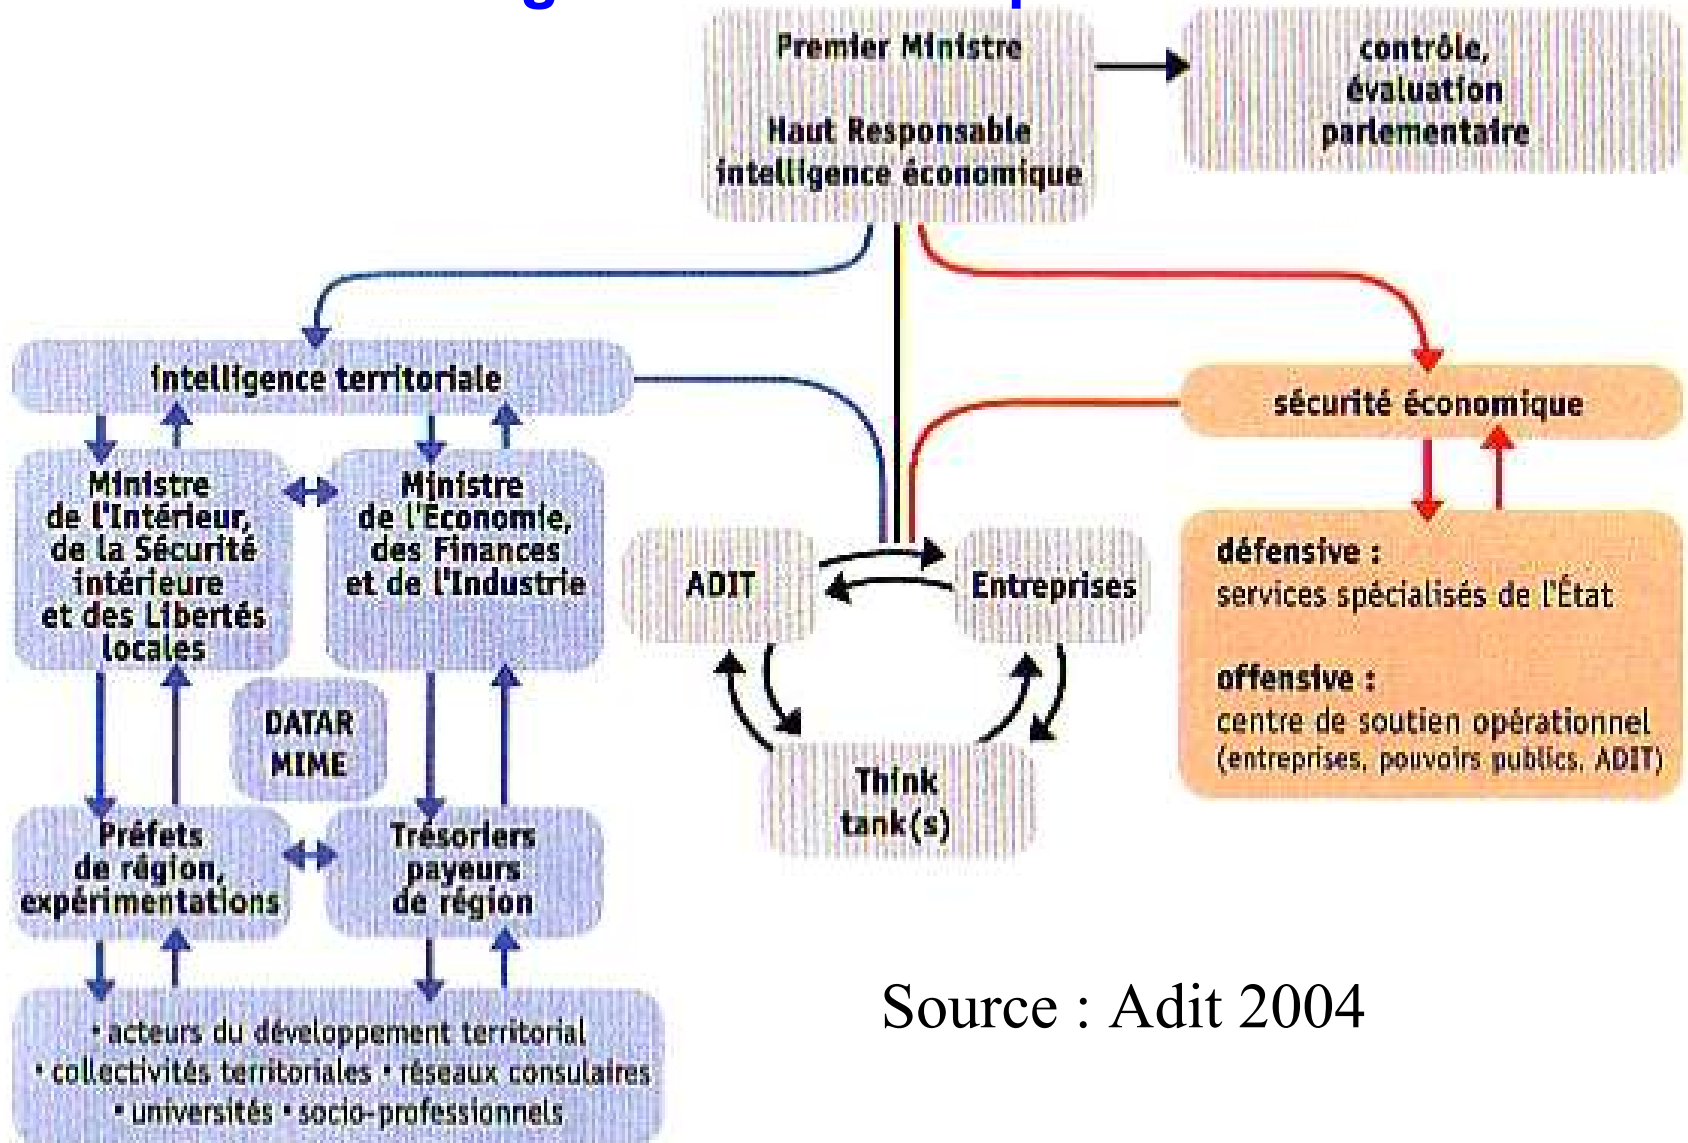 Premier Ministre
Haut Responsable
intelligence économique
contrôle,
évaluation
parlementaire
intelligence territoriale
sécurité économique
Ministre
de l'Intérieur,
de la Sécurité
intérieure
et des Libertés
locales
Ministre
de l'Économie,
des Finances
et de l'Industrie
DATAR
MIME
Préfets
de région,
expérimentations
Trésoriers
payeurs
de région
• acteurs du développement territorial
• collectivités territoriales • réseaux consulaires
• universités • socio-professionnels
ADIT
Entreprises
Think
tank(s)
défensive :
services spécialisés de l'État
offensive :
centre de soutien opérationnel
(entreprises, pouvoirs publics, ADIT)
Source : Adit 2004